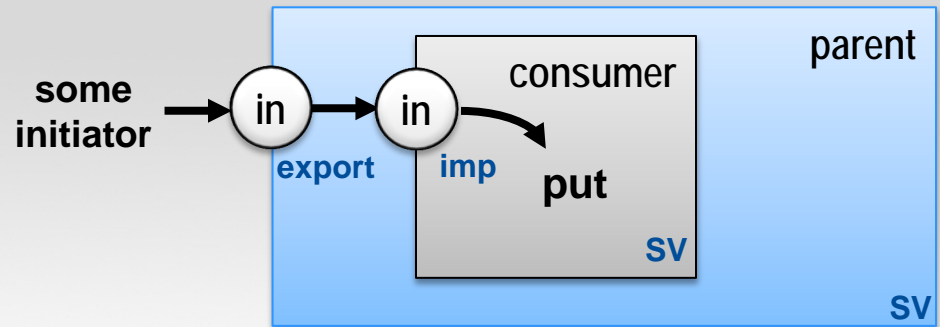 parent
consumer
some
initiator
in
in
export
imp
put
SV
SV